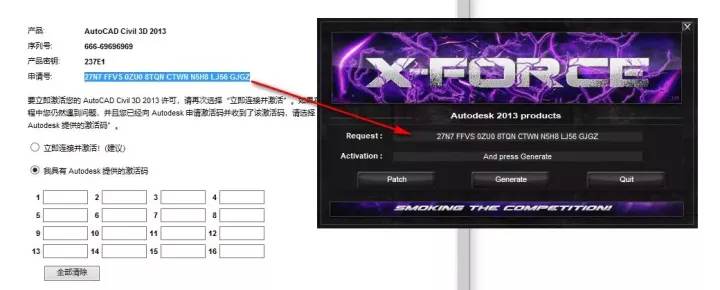 产品: AutoCAD Civil 3D 2013
序列号: 666-69696969
产品密钥: 237E1
申请号: 27N7 FFVS 0ZU0 8TQN CTWN N5H8 LJ56 GJGZ
要立即激活您的 AutoCAD Civil 3D 2013 许可，请再次选择“立即连接并激活”。如果
程中您仍然遇到问题，并且您已经向 Autodesk 申请激活码并收到了该激活码，请选择
Autodesk 提供的激活码”。
立即连接并激活! (建议)
我具有 Autodesk 提供的激活码
1 2 3 4
5 6 7 8
9 10 11 12
13 14 15 16
全部清除
X-FORCE
Autodesk 2013 products
Request : 27N7 FFVS 0ZU0 8TQN CTWN N5H8 LJ56 GJGZ
Activation : And press Generate
Patch Generate Quit
SMOKING THE COMPETITION!